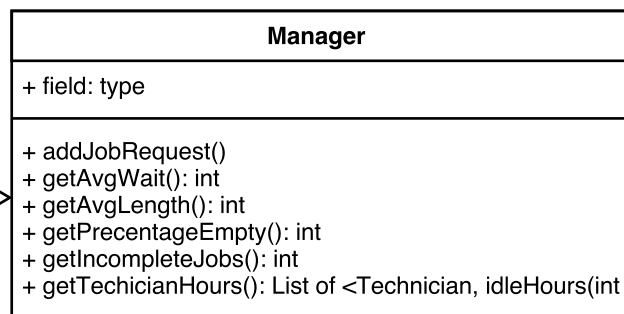 Manager
+ field: type
+ addJobRequest()
+ getAvgWait(): int
+ getAvgLength(): int
+ getPrecentageEmpty(): int
+ getIncompleteJobs(): int
+ getTechicianHours(): List of <Technician, idleHours(int